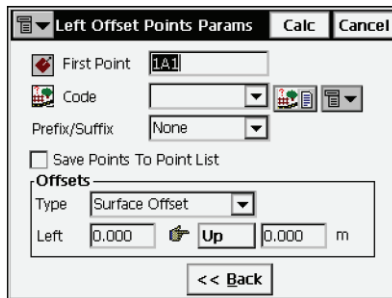 Left Offset Points Params Calc Cancel
First Point 1A1
Code
Prefix/Suffix None
Save Points To Point List
Offsets
Type Surface Offset
Left 0.000 Up 0.000 m
<< Back